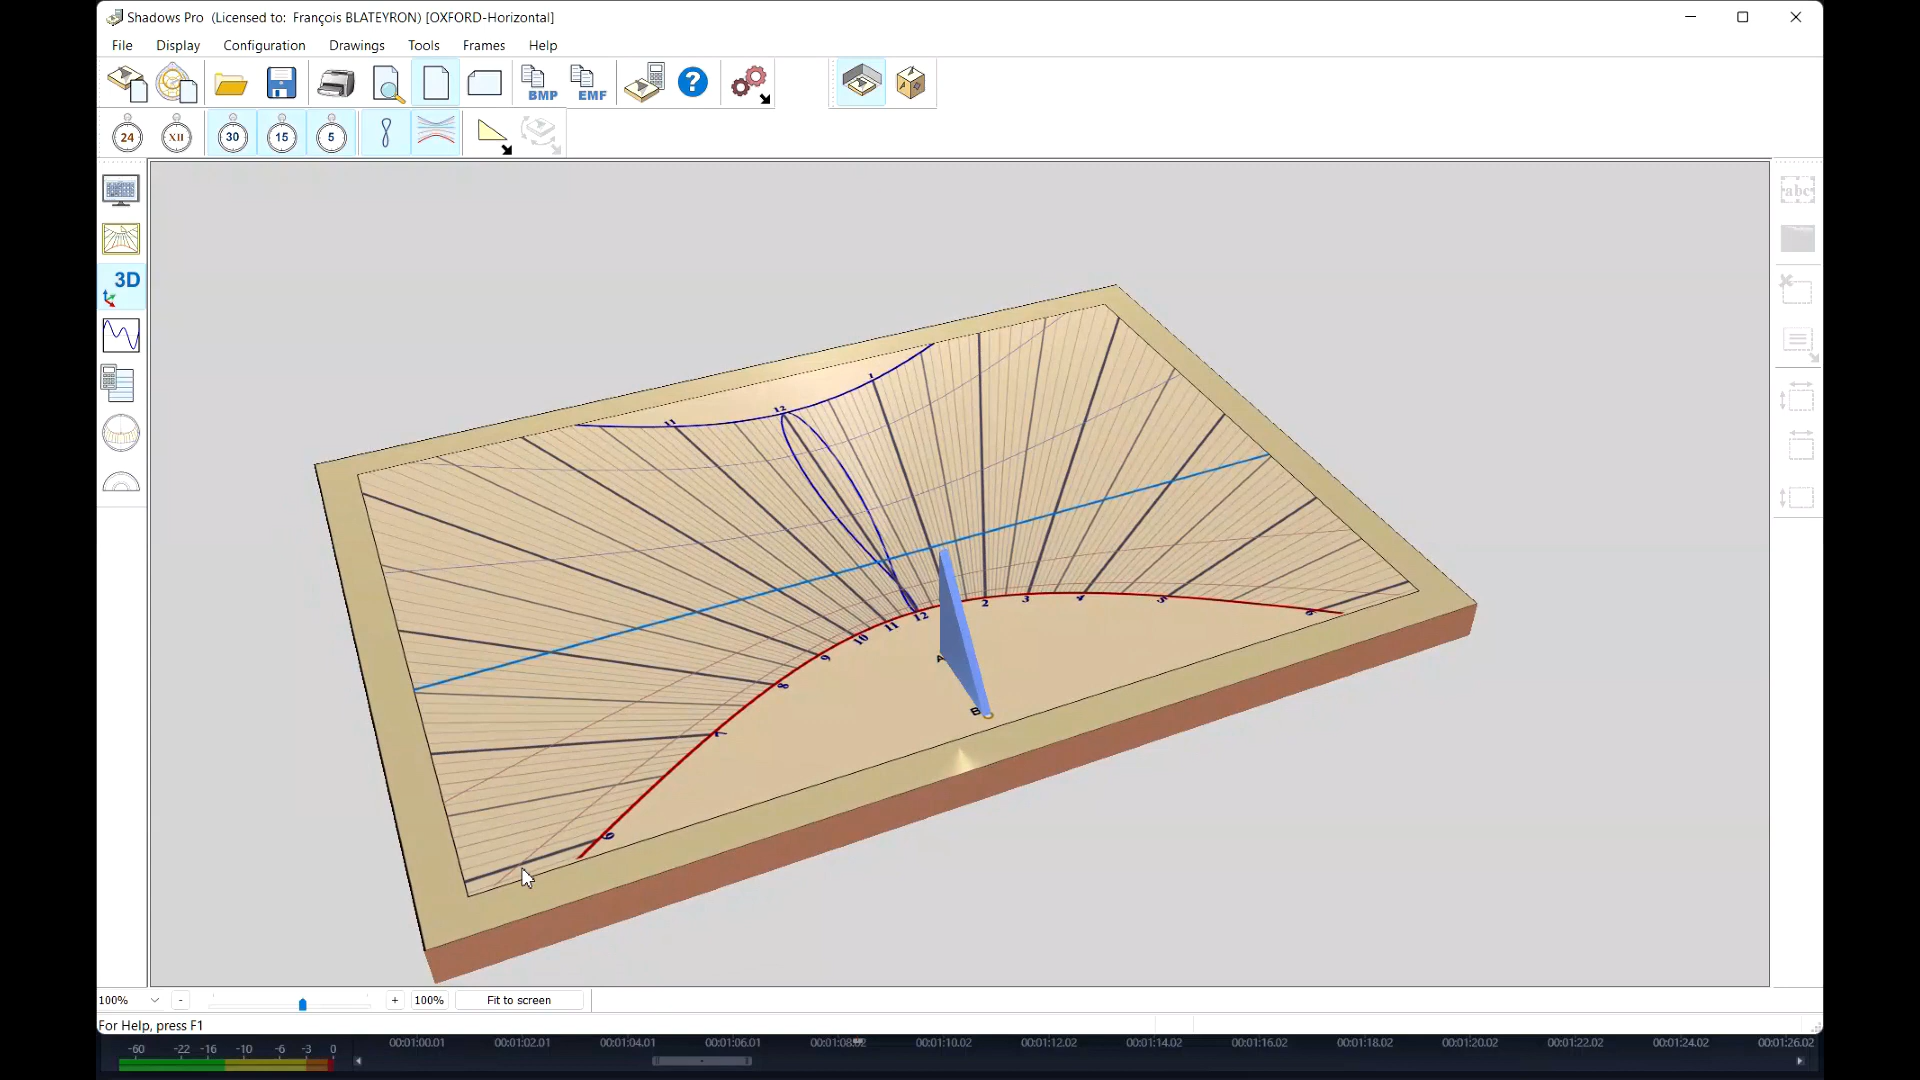 Shadows Pro (Licensed to: François BLATEYRON) [OXFORD-Horizontal]
File Display Configuration Drawings Tools Frames Help
BMP EMF ?
24 XII 30 15 5
abc
3D
1
12
11
12
11
10
9
8
7
6
2
3
4
5
6
A
B
100% - + 100% Fit to screen
For Help, press F1
-60 -22 -16 -10 -6 -3 0
00:01:00.01 00:01:02.01 00:01:04.01 00:01:06.01 00:01:08.02 00:01:10.02 00:01:12.02 00:01:14.02 00:01:16.02 00:01:18.02 00:01:20.02 00:01:22.02 00:01:24.02 00:01:26.02